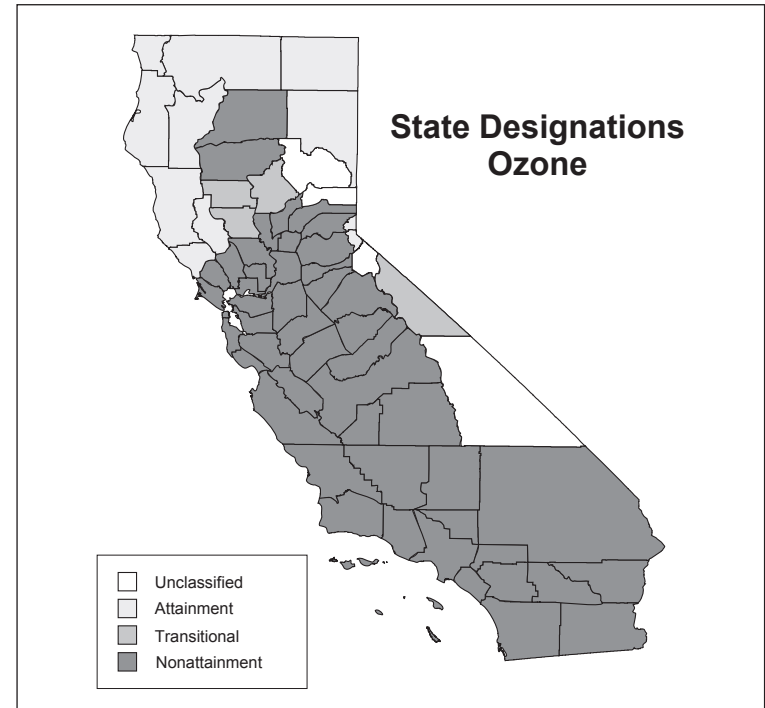 State Designations
Ozone
Unclassified
Attainment
Transitional
Nonattainment